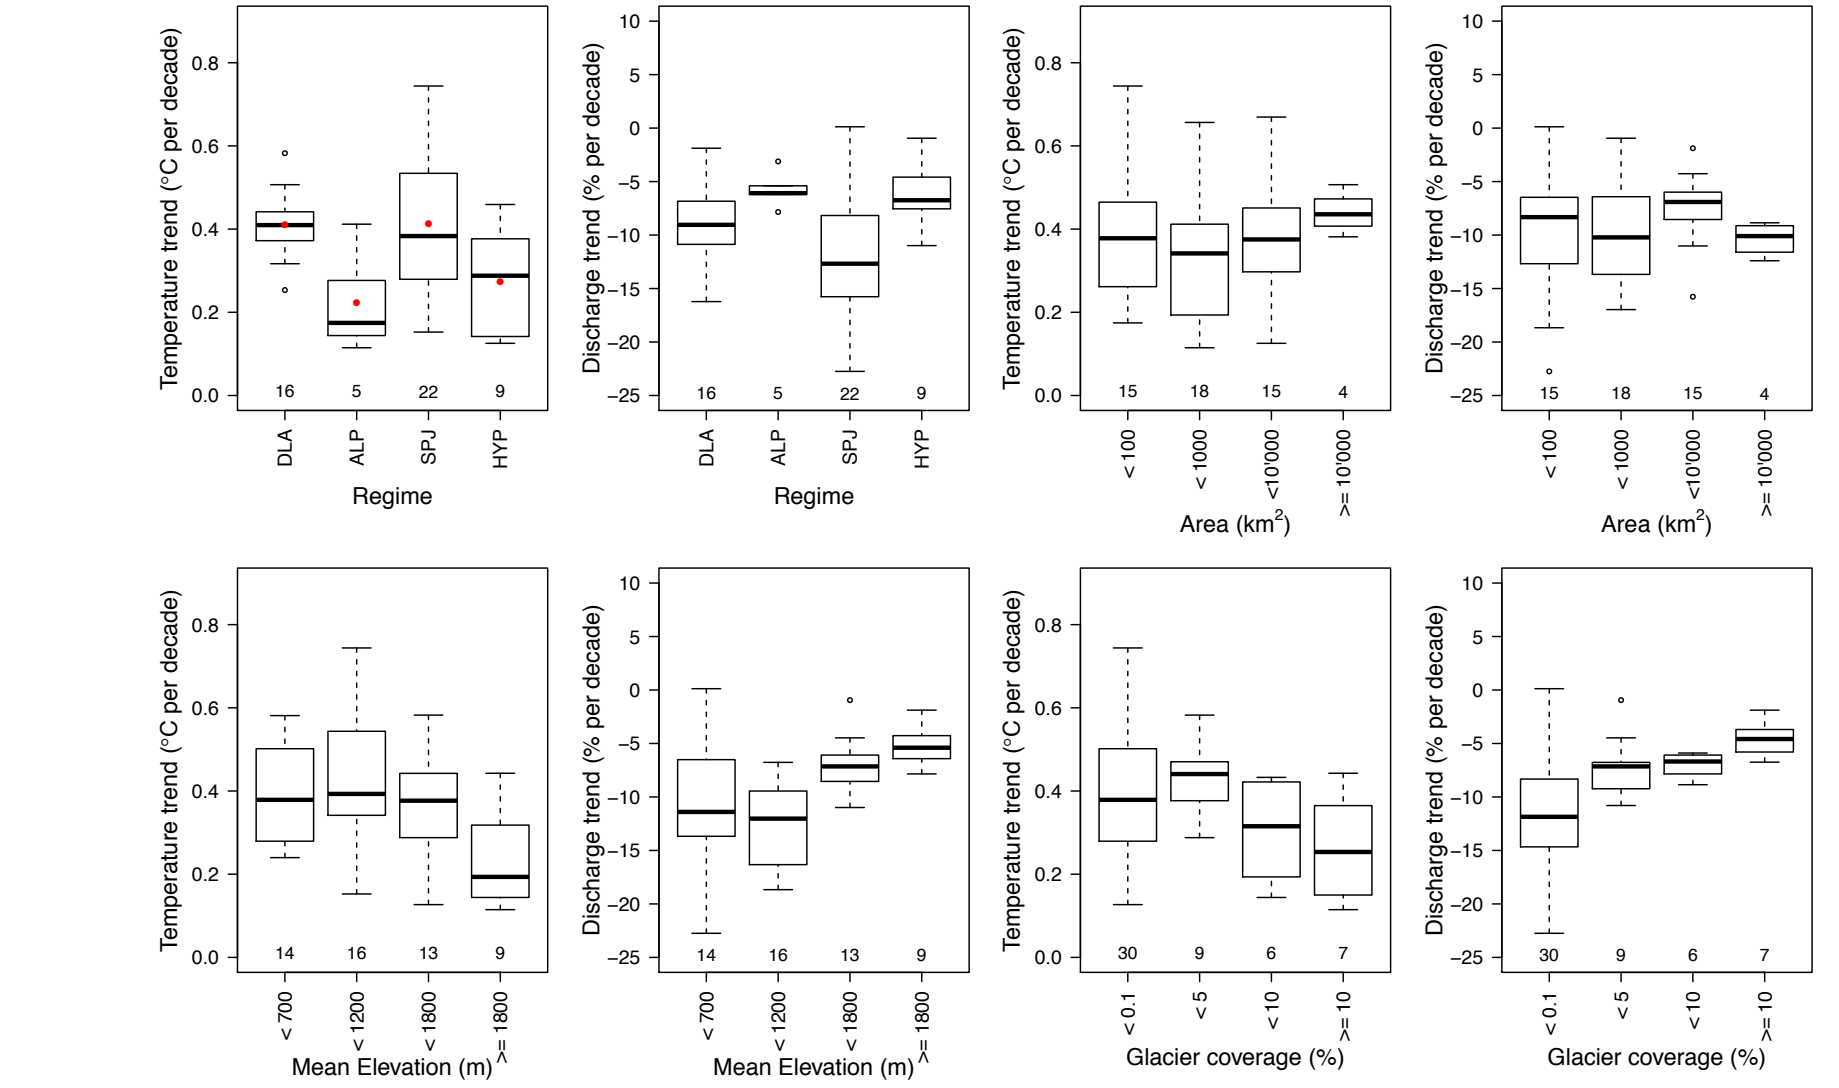 Temperature trend (°C per decade)
0.8
0.6
0.4
0.2
0.0
16 5 22 9
DLA ALP SPJ HYP
Regime
Discharge trend (% per decade)
10
5
0
−5
−10
−15
−20
−25
16 5 22 9
DLA ALP SPJ HYP
Regime
Temperature trend (°C per decade)
0.8
0.6
0.4
0.2
0.0
15 18 15 4
< 100 < 1000 <10'000 >= 10'000
Area (km²)
Discharge trend (% per decade)
10
5
0
−5
−10
−15
−20
−25
15 18 15 4
< 100 < 1000 <10'000 >= 10'000
Area (km²)
Temperature trend (°C per decade)
0.8
0.6
0.4
0.2
0.0
14 16 13 9
< 700 < 1200 < 1800 >= 1800
Mean Elevation (m)
Discharge trend (% per decade)
10
5
0
−5
−10
−15
−20
−25
14 16 13 9
< 700 < 1200 < 1800 >= 1800
Mean Elevation (m)
Temperature trend (°C per decade)
0.8
0.6
0.4
0.2
0.0
30 9 6 7
< 0.1 < 5 < 10 >= 10
Glacier coverage (%)
Discharge trend (% per decade)
10
5
0
−5
−10
−15
−20
−25
30 9 6 7
< 0.1 < 5 < 10 >= 10
Glacier coverage (%)